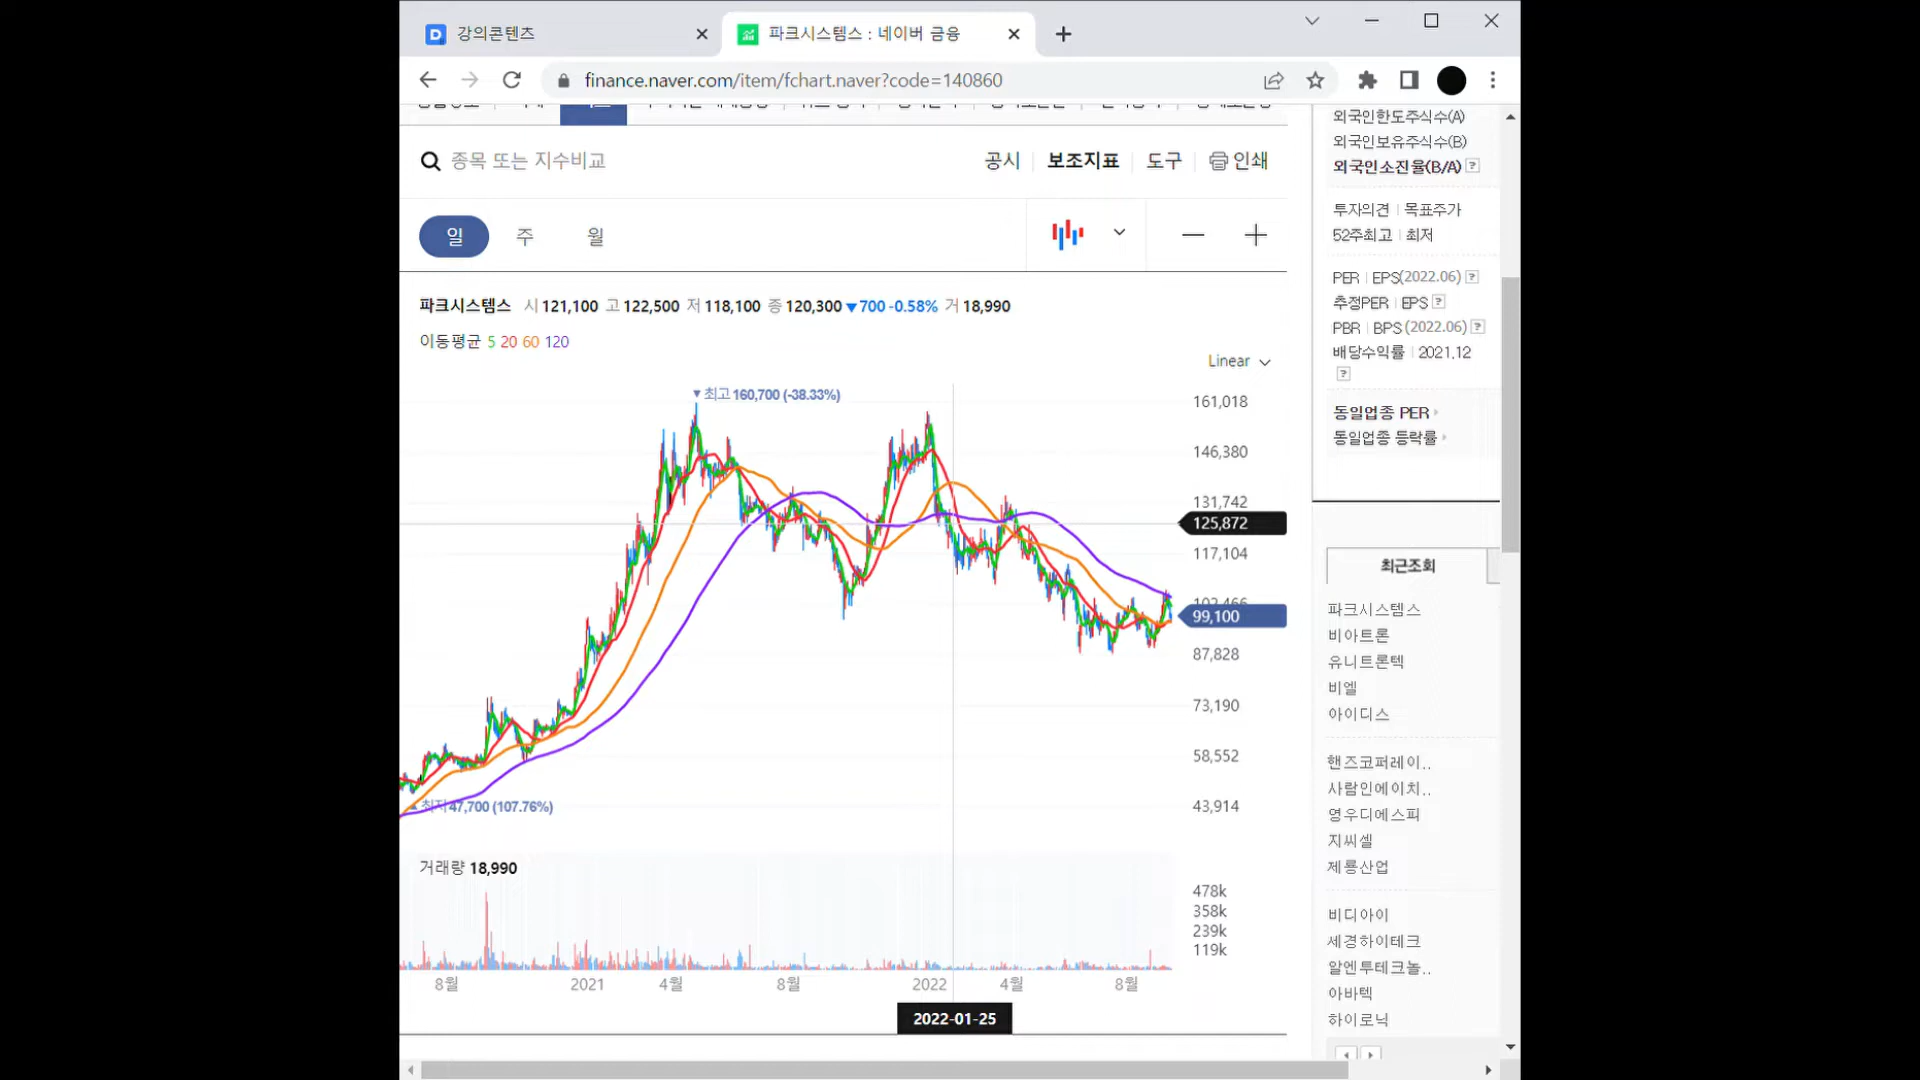 강의콘텐츠
파크시스템스 : 네이버 금융
finance.naver.com/item/fchart.naver?code=140860
종목 또는 지수비교
공시 보조지표 도구 인쇄
일 주 월
파크시스템스 시 121,100 고 122,500 저 118,100 종 120,300 ▼700 -0.58% 거 18,990
이동평균 5 20 60 120
Linear
▼최고 160,700 (-38.33%)
161,018
146,380
131,742
125,872
117,104
102,466
99,100
87,828
73,190
58,552
43,914
▲최저 47,700 (107.76%)
거래량 18,990
478k
358k
239k
119k
8월 2021 4월 8월 2022 4월 8월
2022-01-25
외국인한도주식수(A)
외국인보유주식수(B)
외국인소진율(B/A) ?
투자의견 | 목표주가
52주최고 | 최저
PER | EPS(2022.06) ?
추정PER | EPS ?
PBR | BPS (2022.06) ?
배당수익률 | 2021.12
?
동일업종 PER
동일업종 등락률
최근조회
파크시스템스
비아트론
유니트론텍
비엘
아이디스
핸즈코퍼레이..
사람인에이치..
영우디에스피
지씨셀
제룡산업
비디아이
세경하이테크
알엔투테크놀..
아바텍
하이로닉